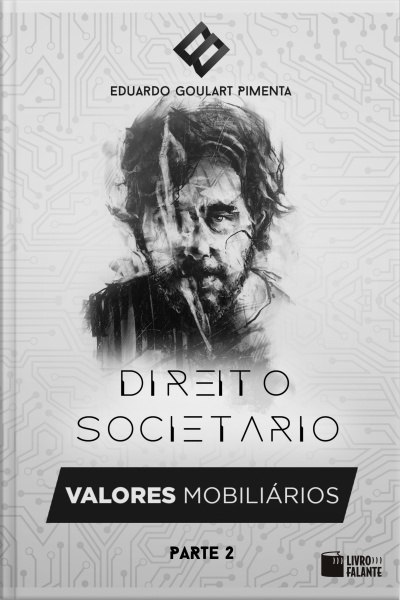 EDUARDO GOULART PIMENTA
DIREITO
SOCIETARIO
VALORES MOBILIÁRIOS
PARTE 2
LIVRO
FALANTE